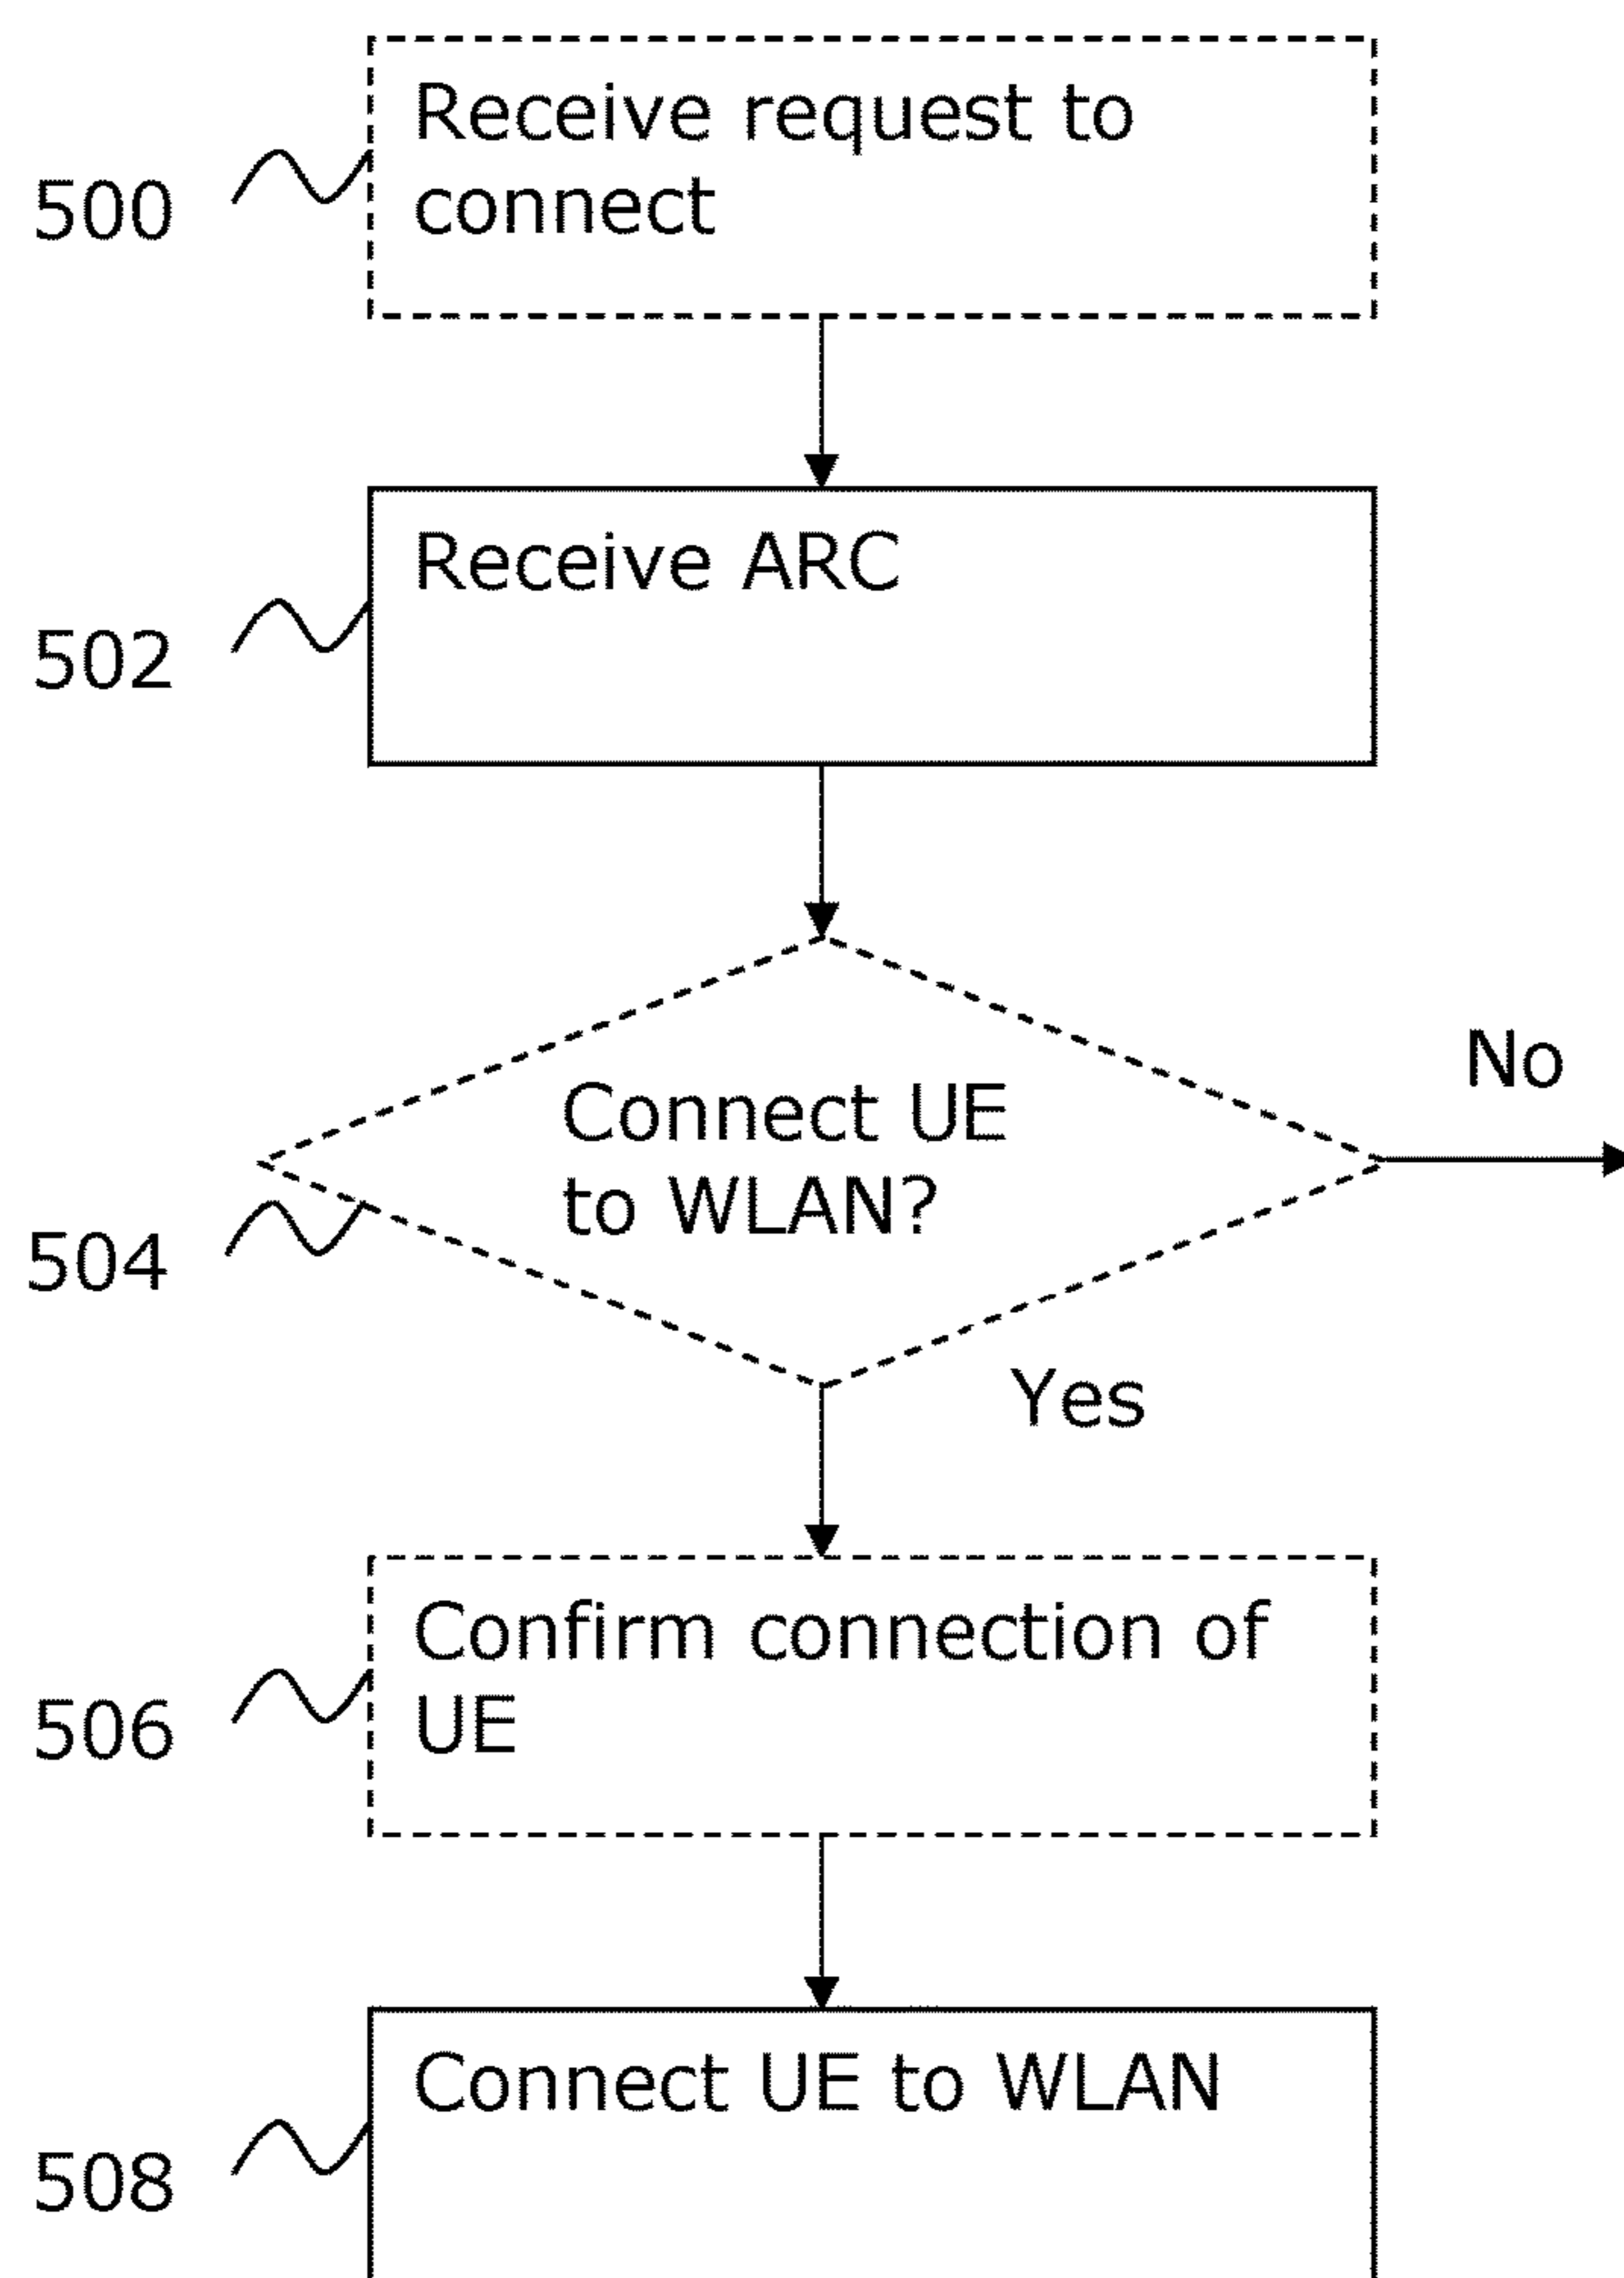 Receive request to
connect
500
Receive ARC
502
No
Connect UE
to WLAN?
504
Yes
Confirm connection of
UE
506
Connect UE to WLAN
508